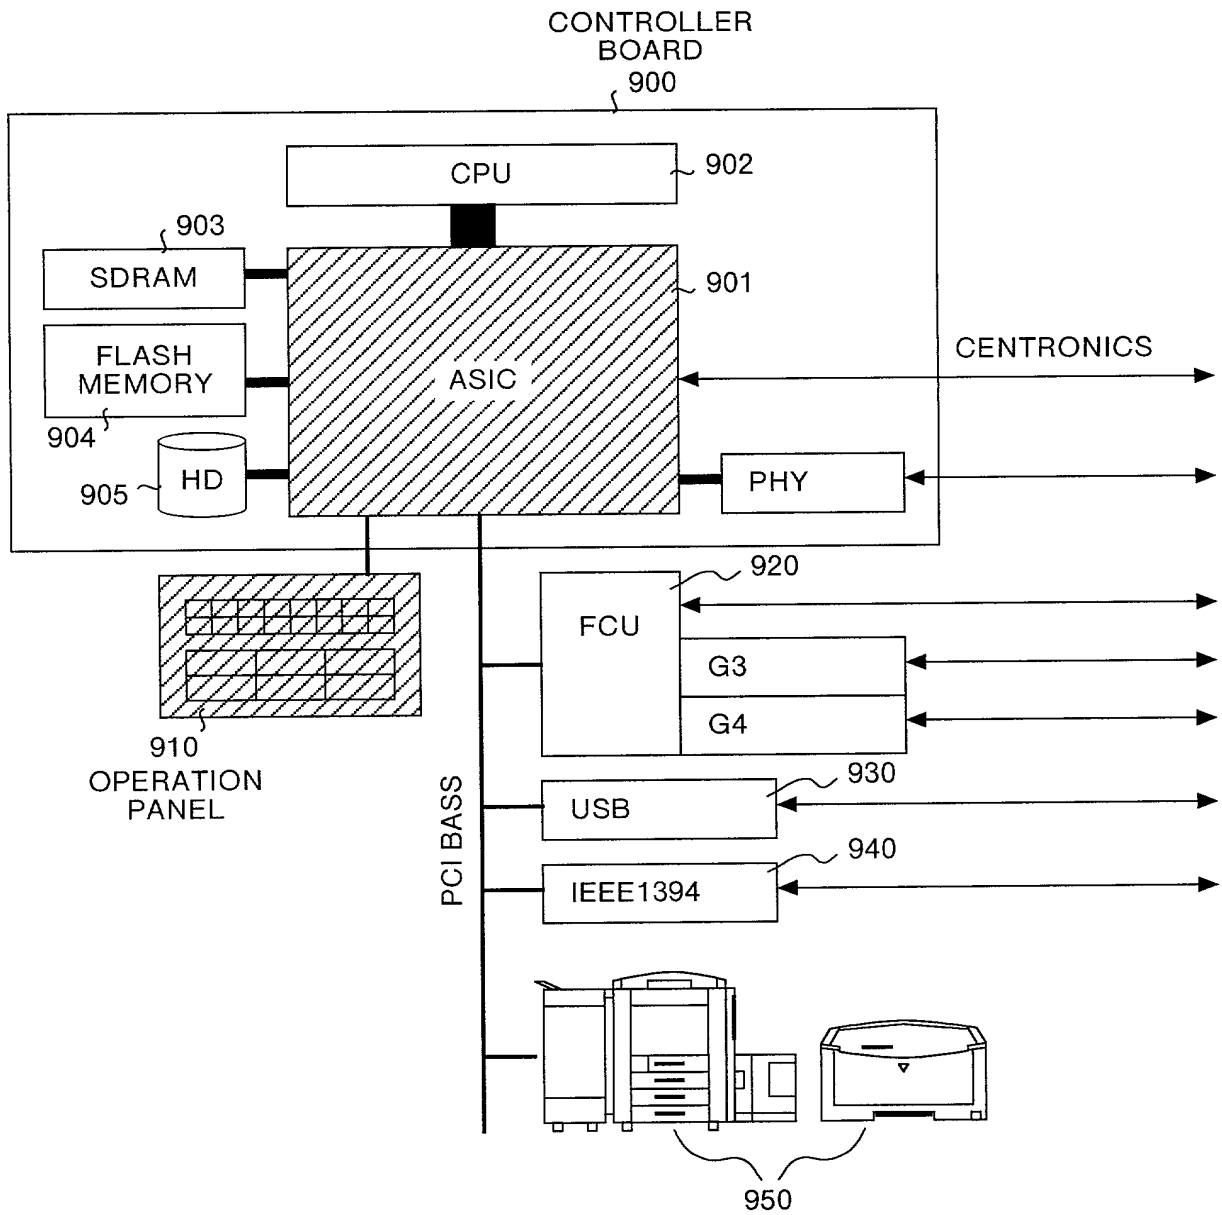 CONTROLLER
BOARD
900
CPU
902
903
SDRAM
901
FLASH
MEMORY
904
ASIC
CENTRONICS
HD
905
PHY
920
FCU
G3
G4
910
OPERATION
PANEL
PCI BASS
930
USB
940
IEEE1394
950